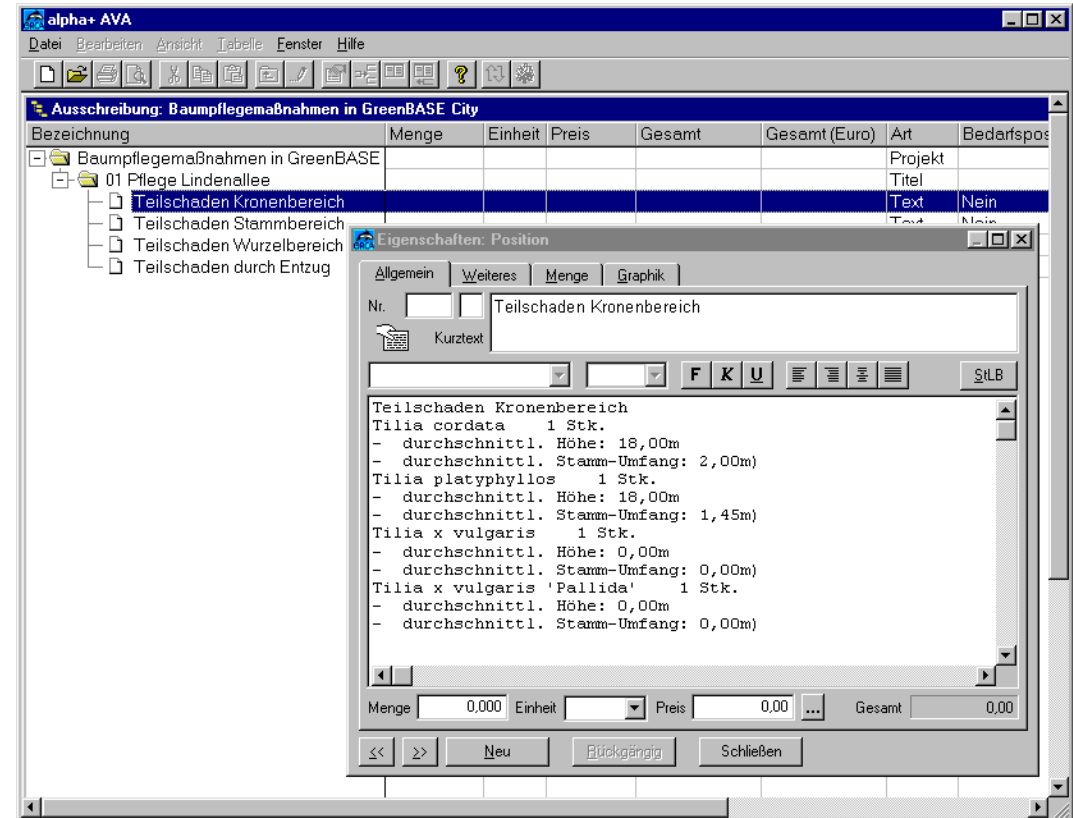 alpha+ AVA
Datei Bearbeiten Ansicht Tabelle Fenster Hilfe
Ausschreibung: Baumpflegemaßnahmen in GreenBASE City
Bezeichnung Menge Einheit Preis Gesamt Gesamt (Euro) Art Bedarfspos
Baumpflegemaßnahmen in GreenBASE Projekt
01 Pflege Lindenallee Titel
Teilschaden Kronenbereich Text Nein
Teilschaden Stammbereich Text Nein
Teilschaden Wurzelbereich
Teilschaden durch Entzug
Eigenschaften: Position
Allgemein Weiteres Menge Graphik
Nr. Teilschaden Kronenbereich
Kurztext
F K U StLB
Teilschaden Kronenbereich
Tilia cordata 1 Stk.
- durchschnittl. Höhe: 18,00m
- durchschnittl. Stamm-Umfang: 2,00m)
Tilia platyphyllos 1 Stk.
- durchschnittl. Höhe: 18,00m
- durchschnittl. Stamm-Umfang: 1,45m)
Tilia x vulgaris 1 Stk.
- durchschnittl. Höhe: 0,00m
- durchschnittl. Stamm-Umfang: 0,00m)
Tilia x vulgaris 'Pallida' 1 Stk.
- durchschnittl. Höhe: 0,00m
- durchschnittl. Stamm-Umfang: 0,00m)
Menge 0,000 Einheit Preis 0,00 ... Gesamt 0,00
<< >> Neu Rückgängig Schließen